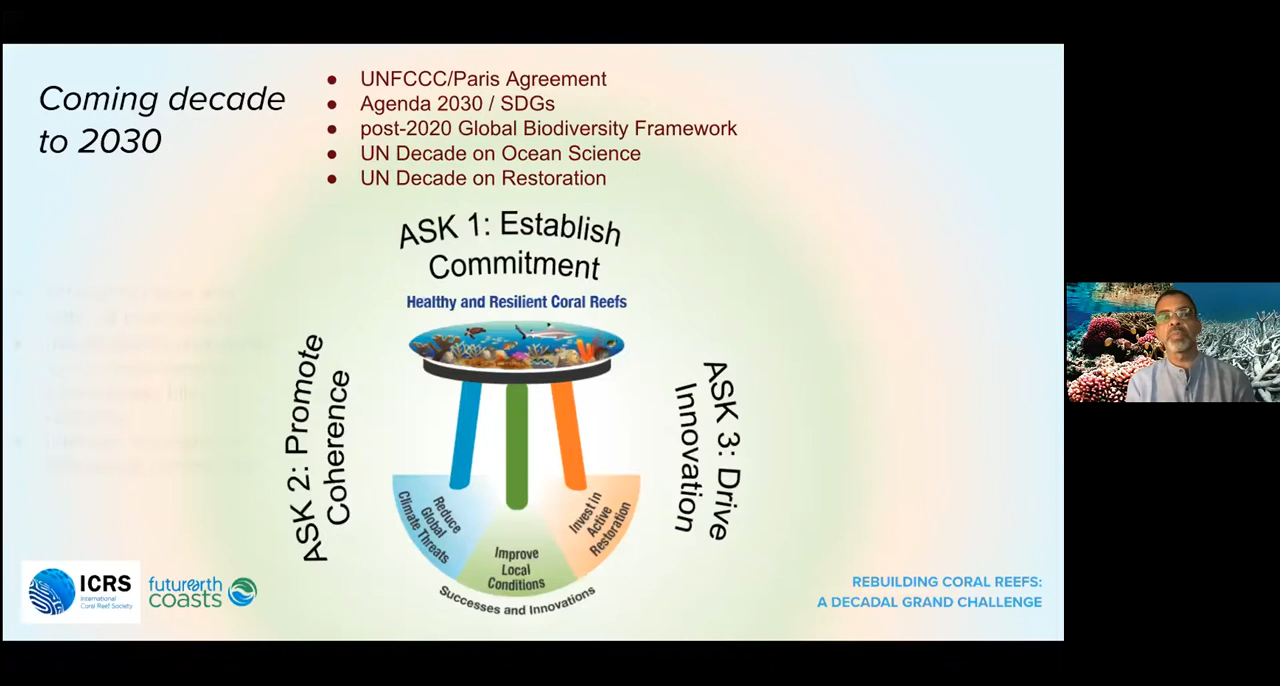 Coming decade
to 2030
● UNFCCC/Paris Agreement
● Agenda 2030 / SDGs
● post-2020 Global Biodiversity Framework
● UN Decade on Ocean Science
● UN Decade on Restoration
ASK 1: Establish
Commitment
Healthy and Resilient Coral Reefs
ASK 2: Promote
Coherence
ASK 3: Drive
Innovation
Reduce
Global
Climate Threats
Improve
Local
Conditions
Invest in
Active
Restoration
Successes and Innovations
ICRS
International
Coral Reef Society
futurearth
coasts
REBUILDING CORAL REEFS:
A DECADAL GRAND CHALLENGE